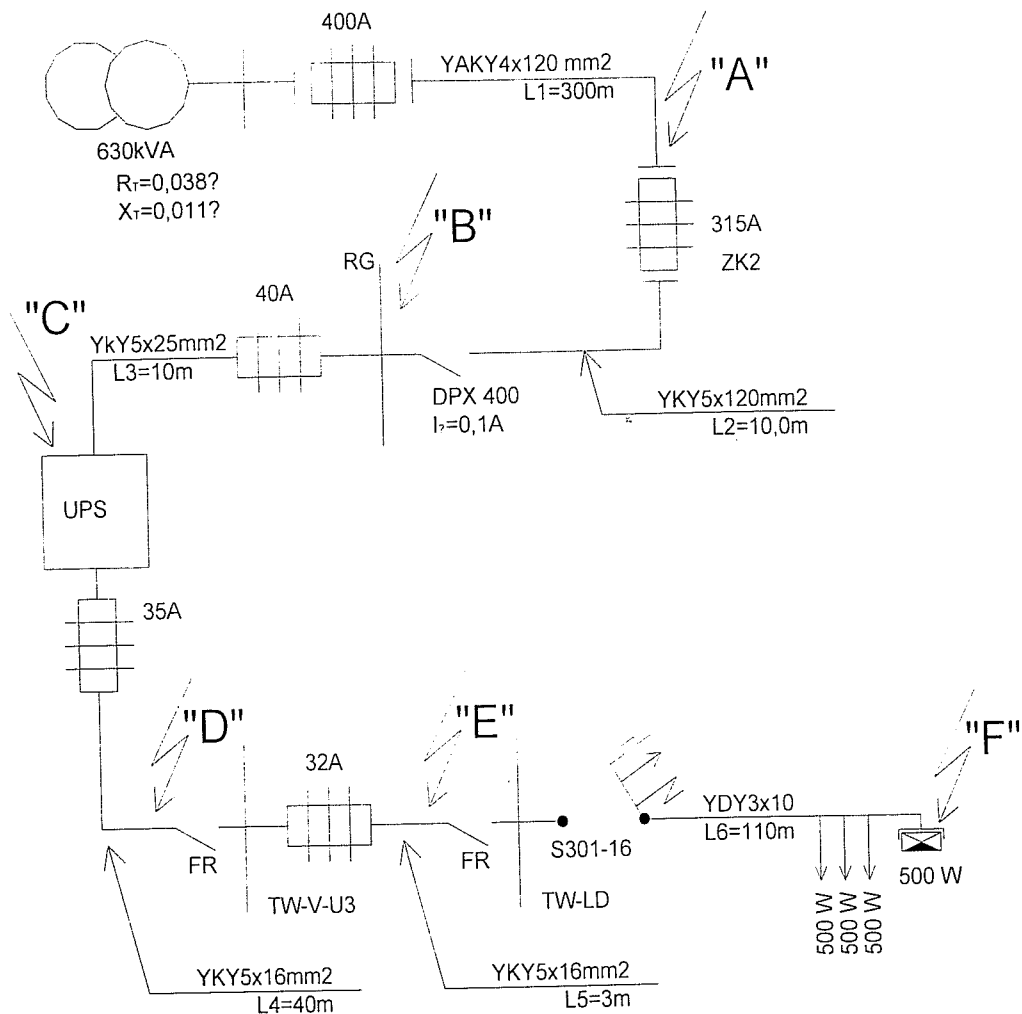 400A
YAKY4x120 mm2
L1=300m
"A"
630kVA
RT=0,038?
XT=0,011?
315A
ZK2
"B"
RG
40A
"C"
YkY5x25mm2
L3=10m
DPX 400
I?=0,1A
YKY5x120mm2
L2=10,0m
UPS
35A
"D"
32A
"E"
"F"
FR
TW-V-U3
FR
S301-16
TW-LD
YDY3x10
L6=110m
500 W
500 W
500 W
500 W
YKY5x16mm2
L4=40m
YKY5x16mm2
L5=3m